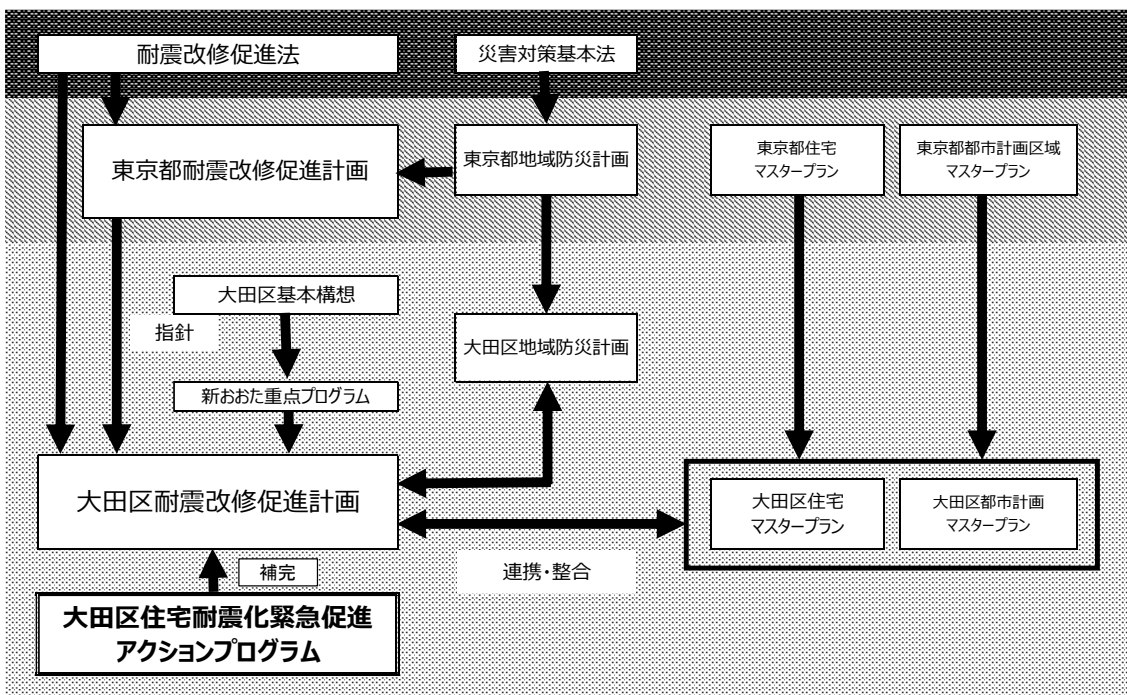 耐震改修促進法
災害対策基本法
東京都耐震改修促進計画
東京都地域防災計画
東京都住宅
マスタープラン
東京都都市計画区域
マスタープラン
大田区基本構想
指針
大田区地域防災計画
新おおた重点プログラム
大田区耐震改修促進計画
大田区住宅
マスタープラン
大田区都市計画
マスタープラン
補完
連携・整合
大田区住宅耐震化緊急促進
アクションプログラム